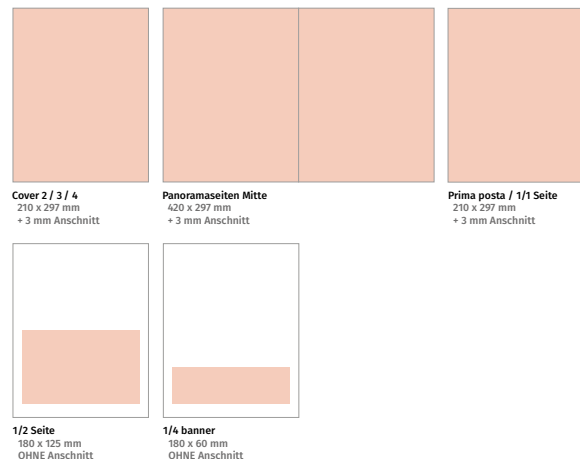 Cover 2 / 3 / 4
210 x 297 mm
+ 3 mm Anschnitt
Panoramaseiten Mitte
420 x 297 mm
+ 3 mm Anschnitt
Prima posta / 1/1 Seite
210 x 297 mm
+ 3 mm Anschnitt
1/2 Seite
180 x 125 mm
OHNE Anschnitt
1/4 banner
180 x 60 mm
OHNE Anschnitt